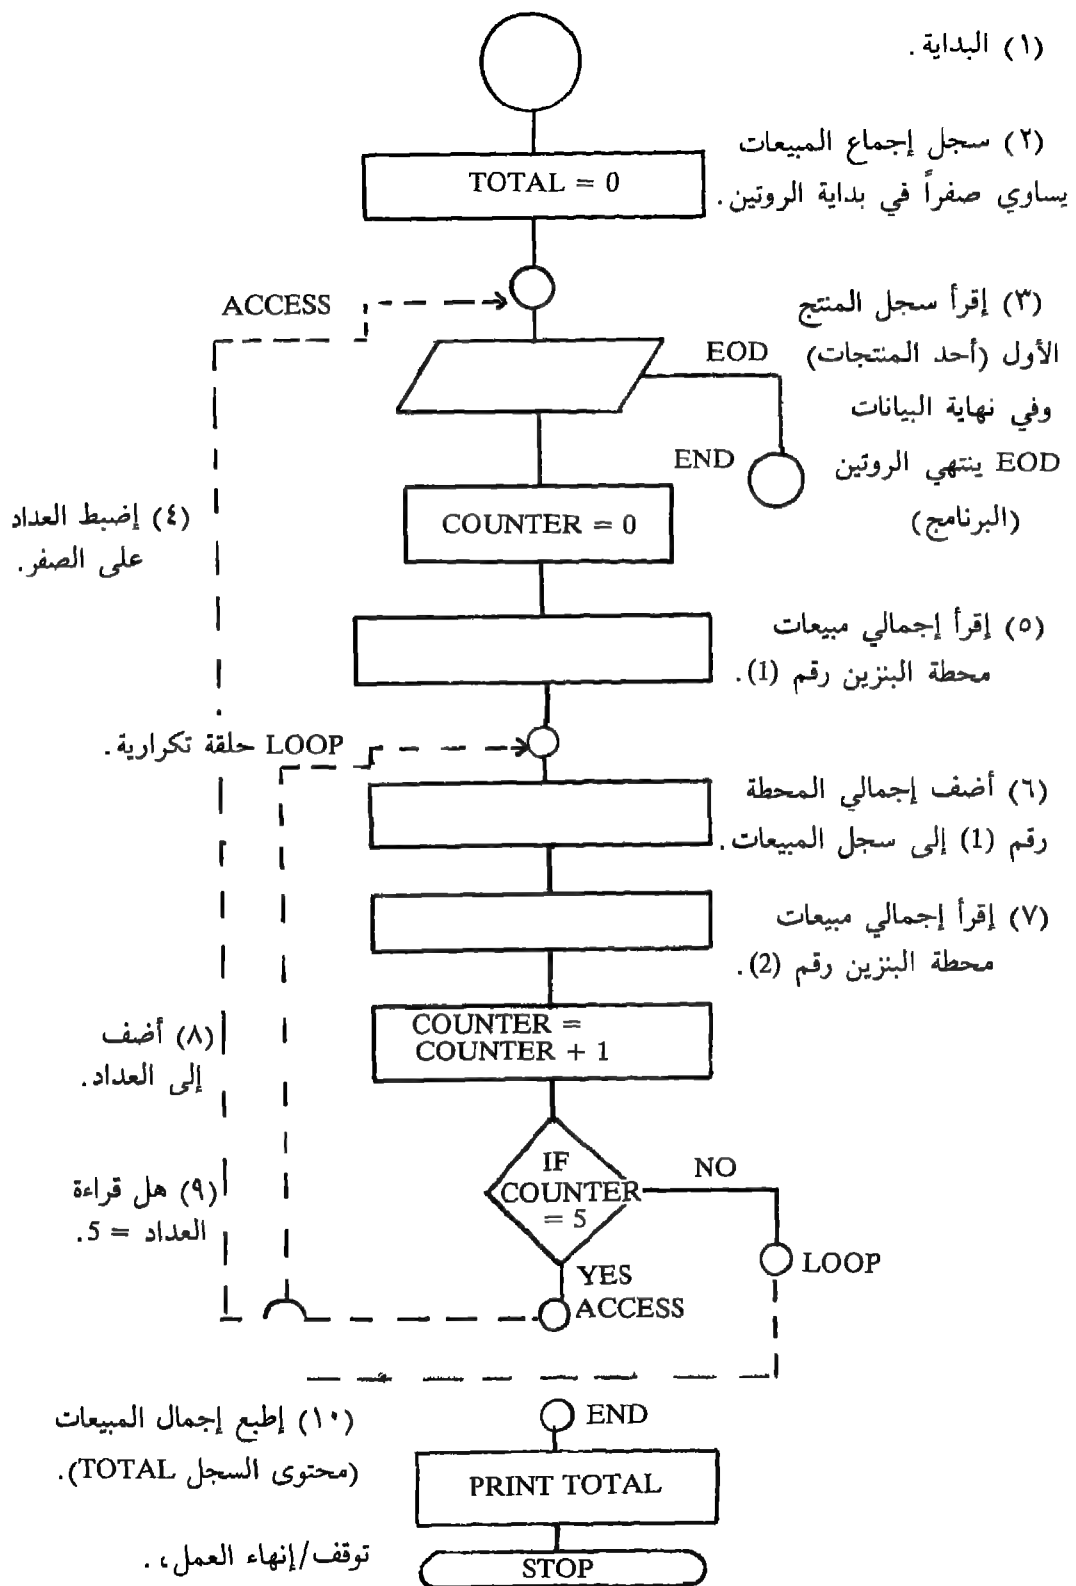 (١) البداية.
(٢) سجل إجماع المبيعات
يساوي صفراً في بداية الروتين.
TOTAL = 0
ACCESS
(٣) إقرأ سجل المنتج
الأول (أحد المنتجات)
وفي نهاية البيانات
EOD ينتهي الروتين
(البرنامج)
EOD
END
(٤) إضبط العداد
على الصفر.
COUNTER = 0
(٥) إقرأ إجمالي مبيعات
محطة البنزين رقم (1).
LOOP حلقة تكرارية.
(٦) أضف إجمالي المحطة
رقم (1) إلى سجل المبيعات.
(٧) إقرأ إجمالي مبيعات
محطة البنزين رقم (2).
COUNTER =
COUNTER + 1
(٨) أضف
إلى العداد.
IF
COUNTER
= 5
NO
(٩) هل قراءة
العداد = 5.
LOOP
YES
ACCESS
(١٠) إطبع إجمال المبيعات
(محتوى السجل TOTAL).
END
PRINT TOTAL
توقف/إنهاء العمل،.
STOP